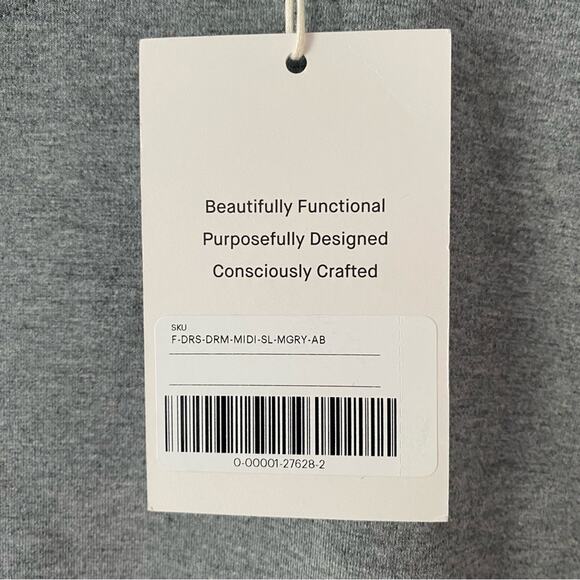 Beautifully Functional
Purposefully Designed
Consciously Crafted
SKU
F-DRS-DRM-MIDI-SL-MGRY-AB
0-00001-27628-2